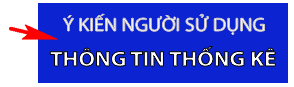 Ý KIẾN NGƯỜI SỬ DỤNG
THÔNG TIN THỐNG KÊ